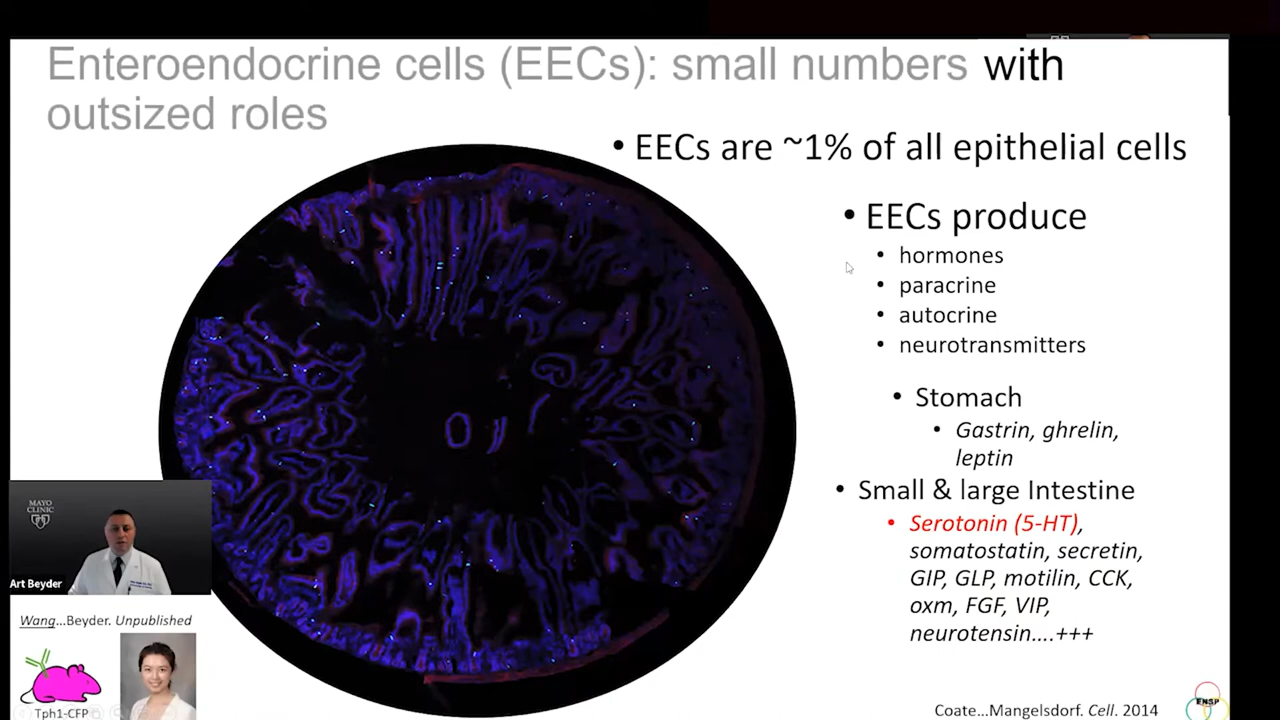 Enteroendocrine cells (EECs): small numbers with
outsized roles
• EECs are ~1% of all epithelial cells
• EECs produce
• hormones
• paracrine
• autocrine
• neurotransmitters
• Stomach
• Gastrin, ghrelin,
leptin
• Small & large Intestine
• Serotonin (5-HT),
somatostatin, secretin,
GIP, GLP, motilin, CCK,
oxm, FGF, VIP,
neurotensin....+++
MAYO
CLINIC
Art Beyder
Wang...Beyder. Unpublished
Tph1-CFP
Coate...Mangelsdorf. Cell. 2014
ENSP